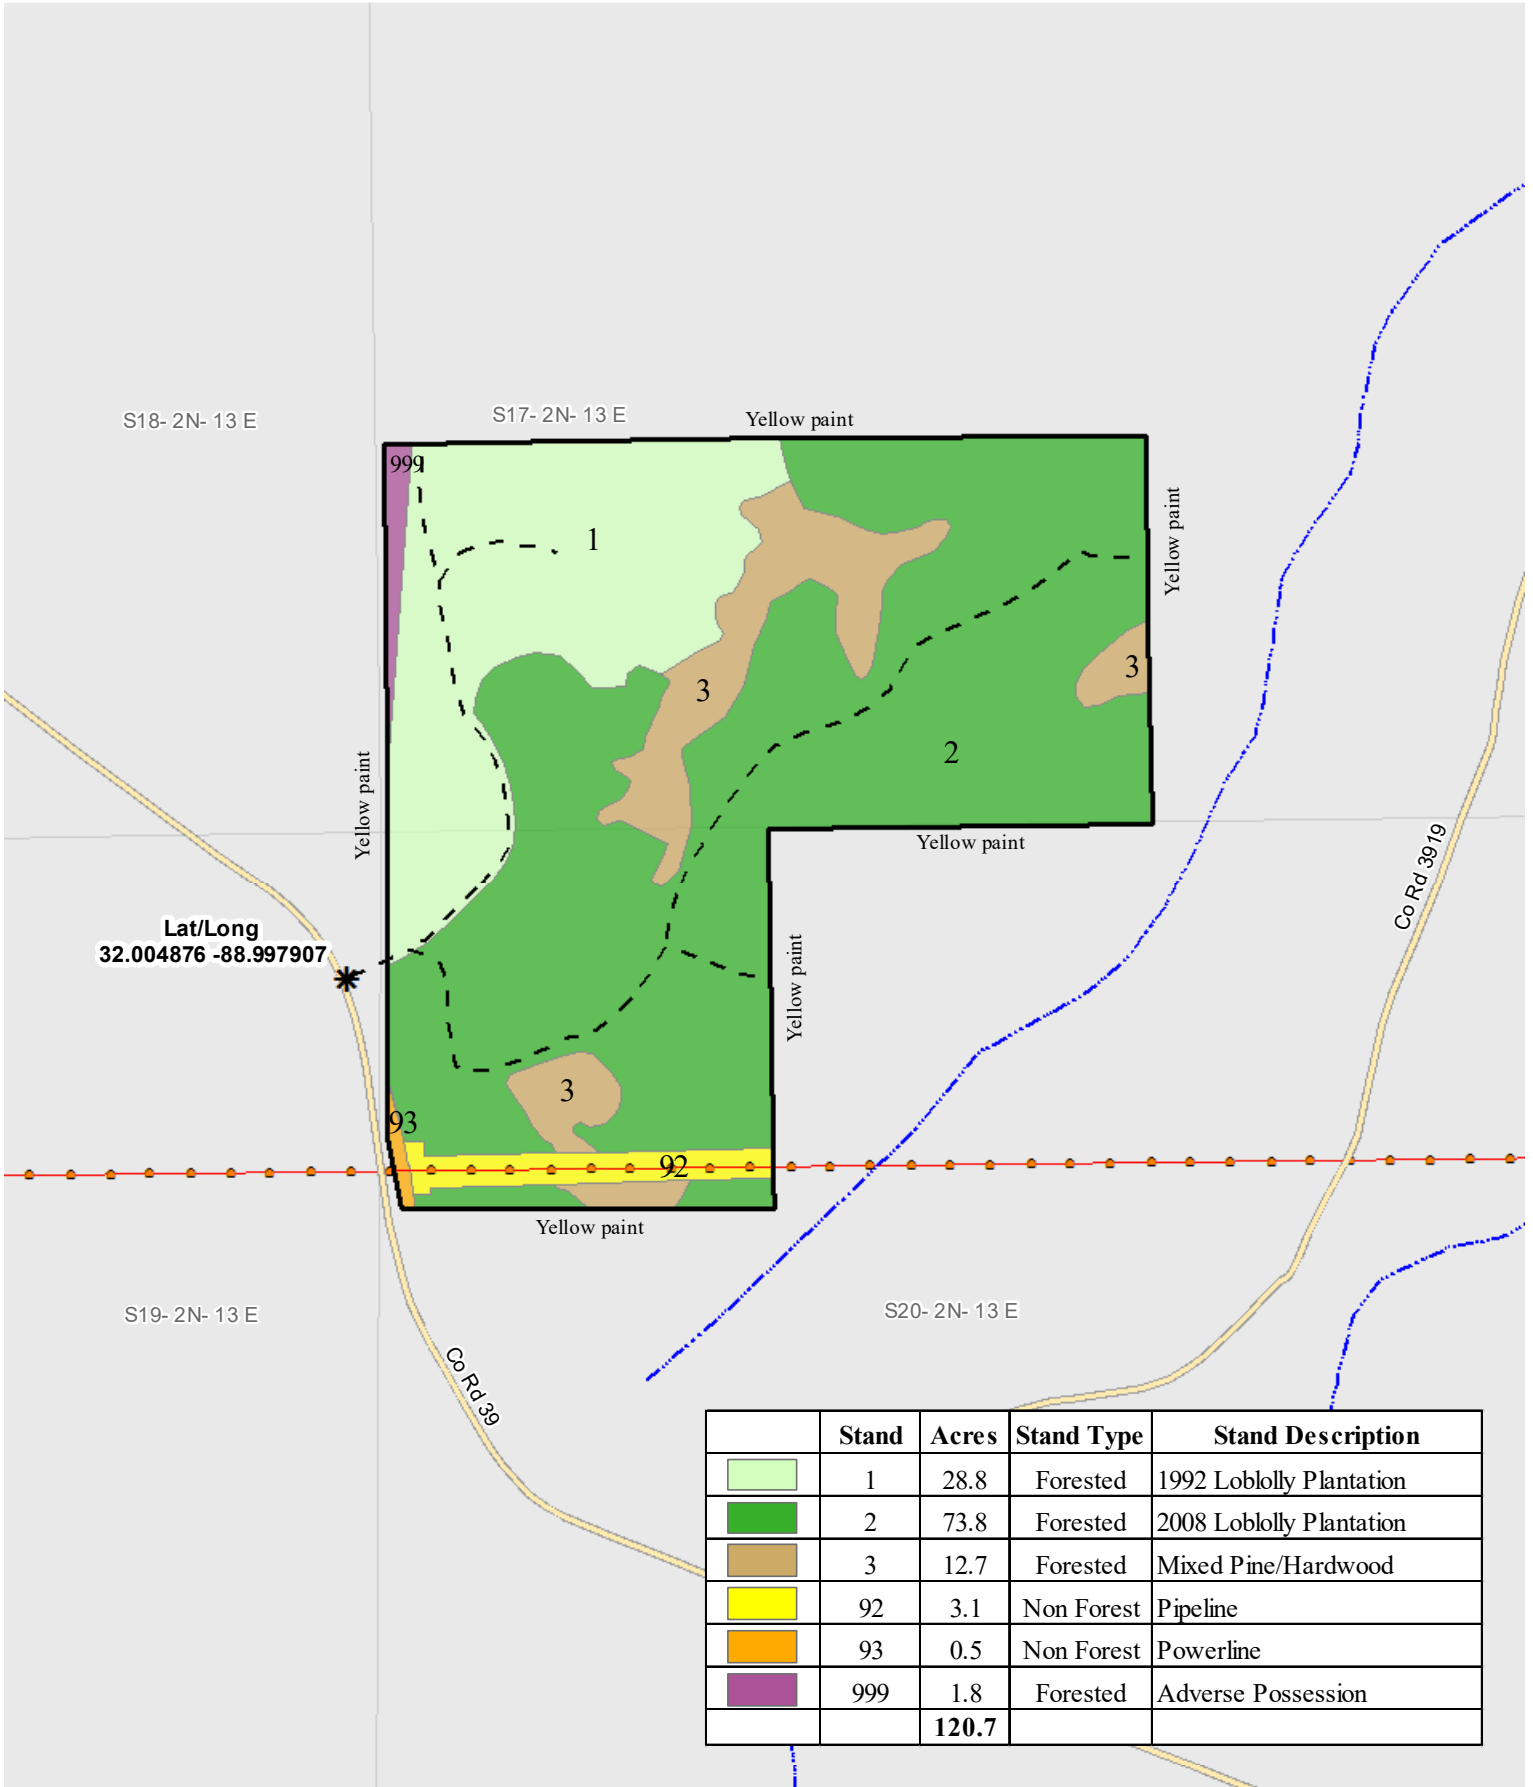 S18- 2N- 13 E
S17- 2N- 13 E
Yellow paint
999
1
Yellow paint
3
3
2
Yellow paint
Yellow paint
Co Rd 3919
Lat/Long
32.004876 -88.997907
Yellow paint
3
93
92
Yellow paint
S19- 2N- 13 E
S20- 2N- 13 E
Co Rd 39
Stand Acres Stand Type Stand Description
1 28.8 Forested 1992 Loblolly Plantation
2 73.8 Forested 2008 Loblolly Plantation
3 12.7 Forested Mixed Pine/Hardwood
92 3.1 Non Forest Pipeline
93 0.5 Non Forest Powerline
999 1.8 Forested Adverse Possession
120.7